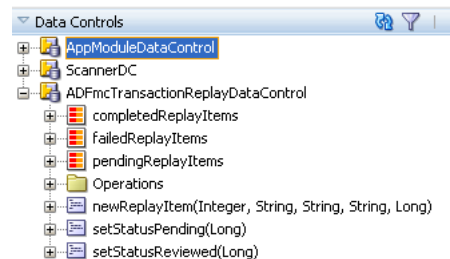 Data Controls
AppModuleDataControl
ScannerDC
ADFmcTransactionReplayDataControl
completedReplayItems
failedReplayItems
pendingReplayItems
Operations
newReplayItem(Integer, String, String, String, Long)
setStatusPending(Long)
setStatusReviewed(Long)